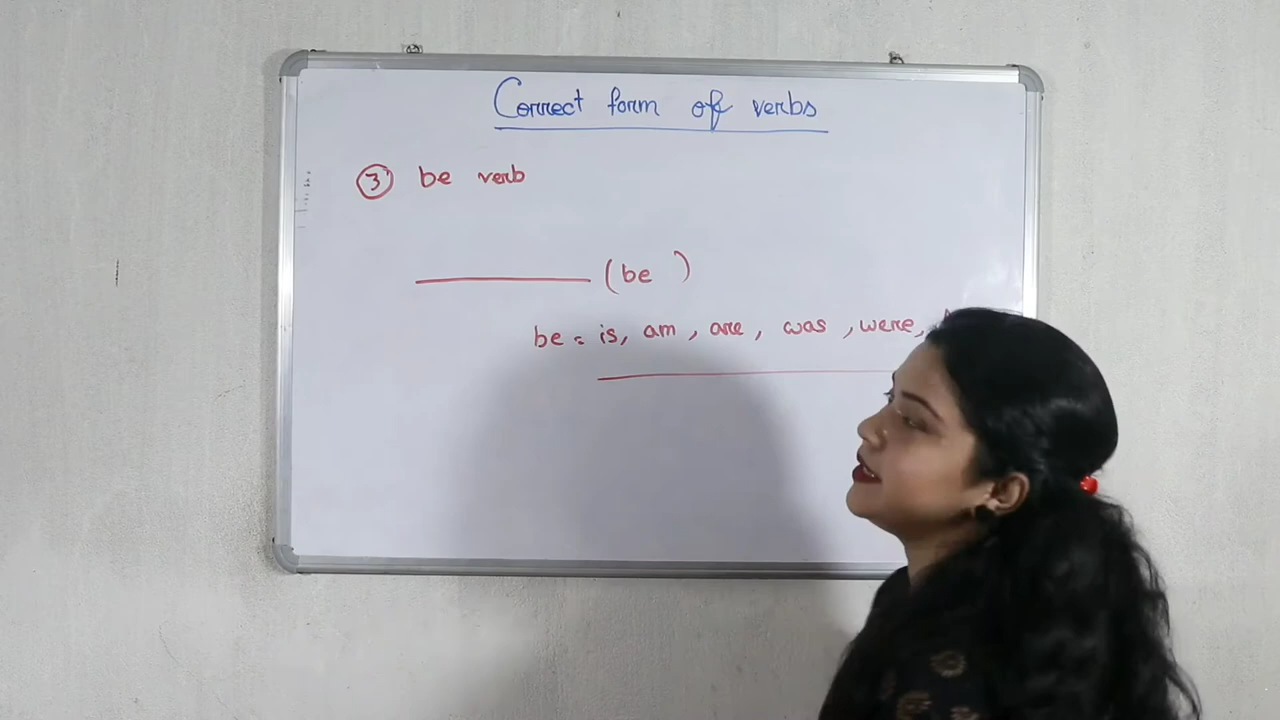 Correct form of verbs
③ be verb
(be )
be = is, am, are, was, were,